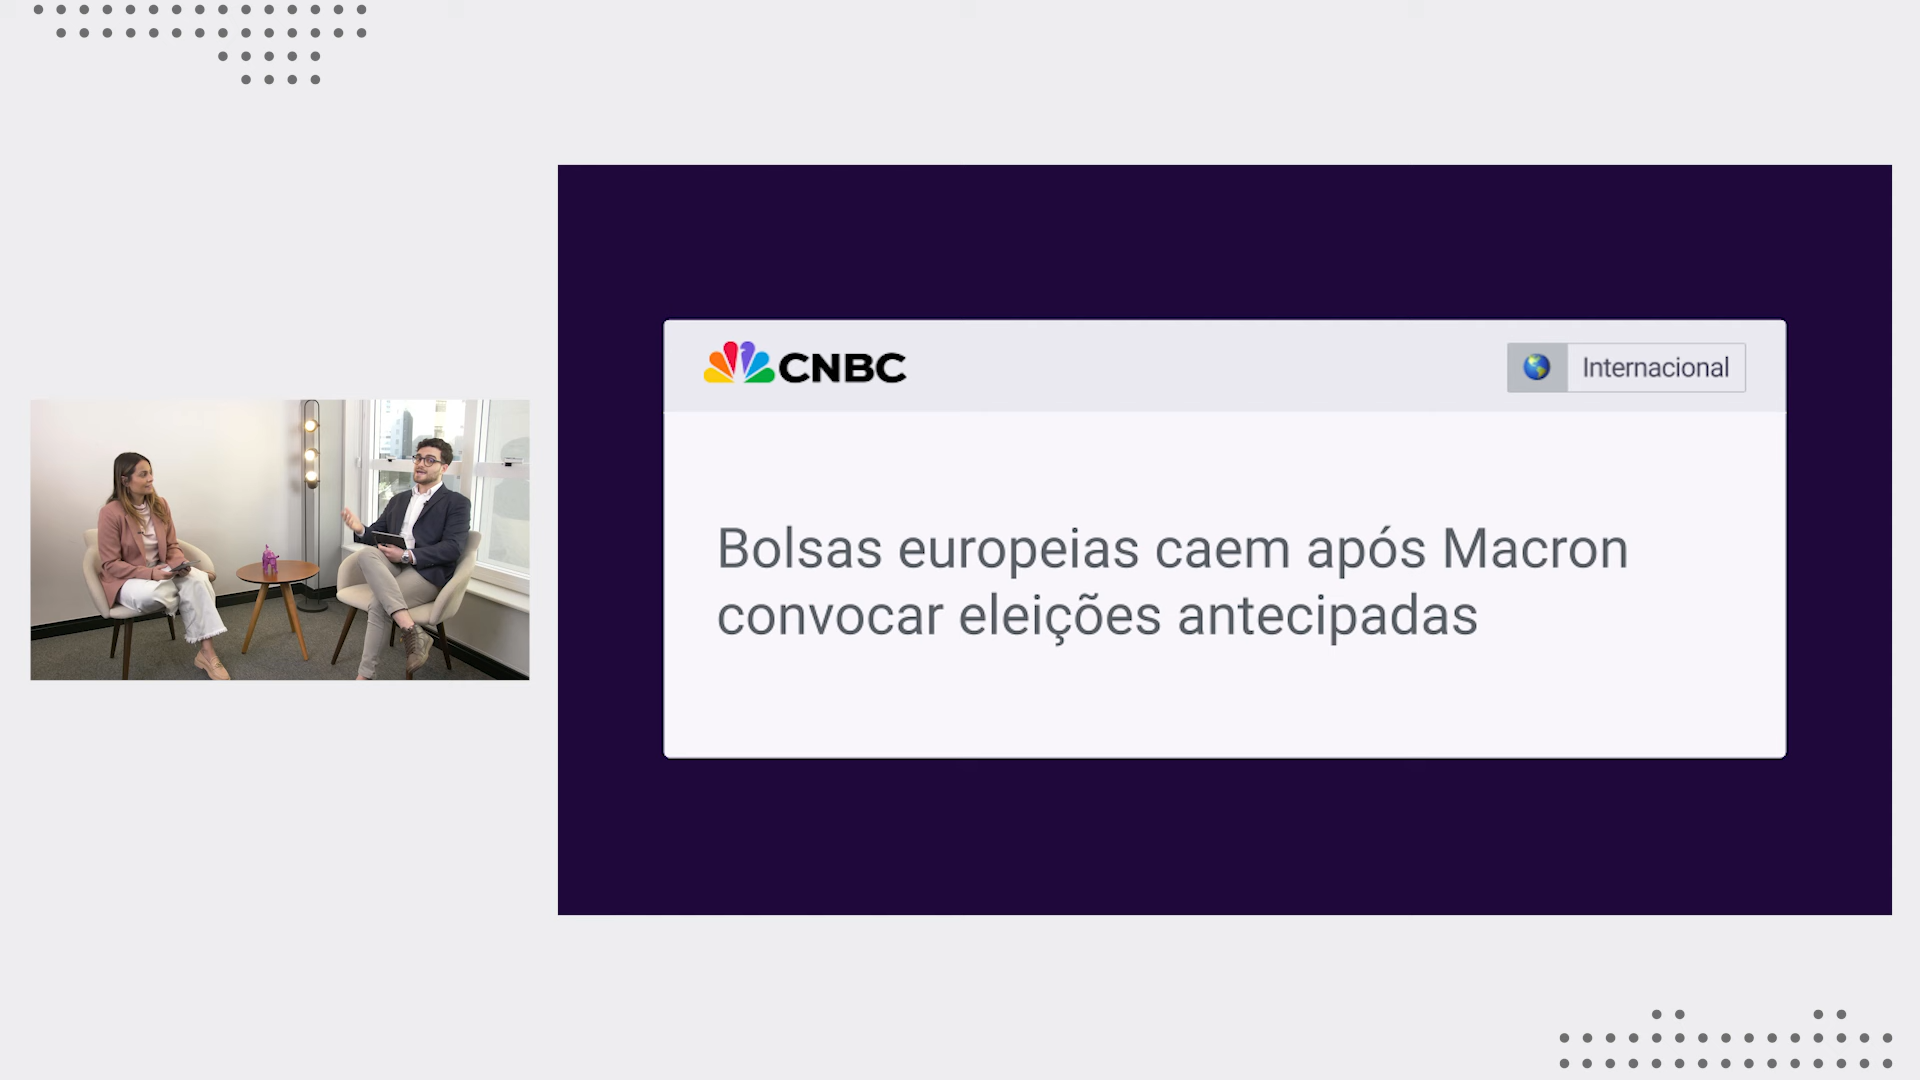 CNBC
Internacional
Bolsas europeias caem após Macron
convocar eleições antecipadas